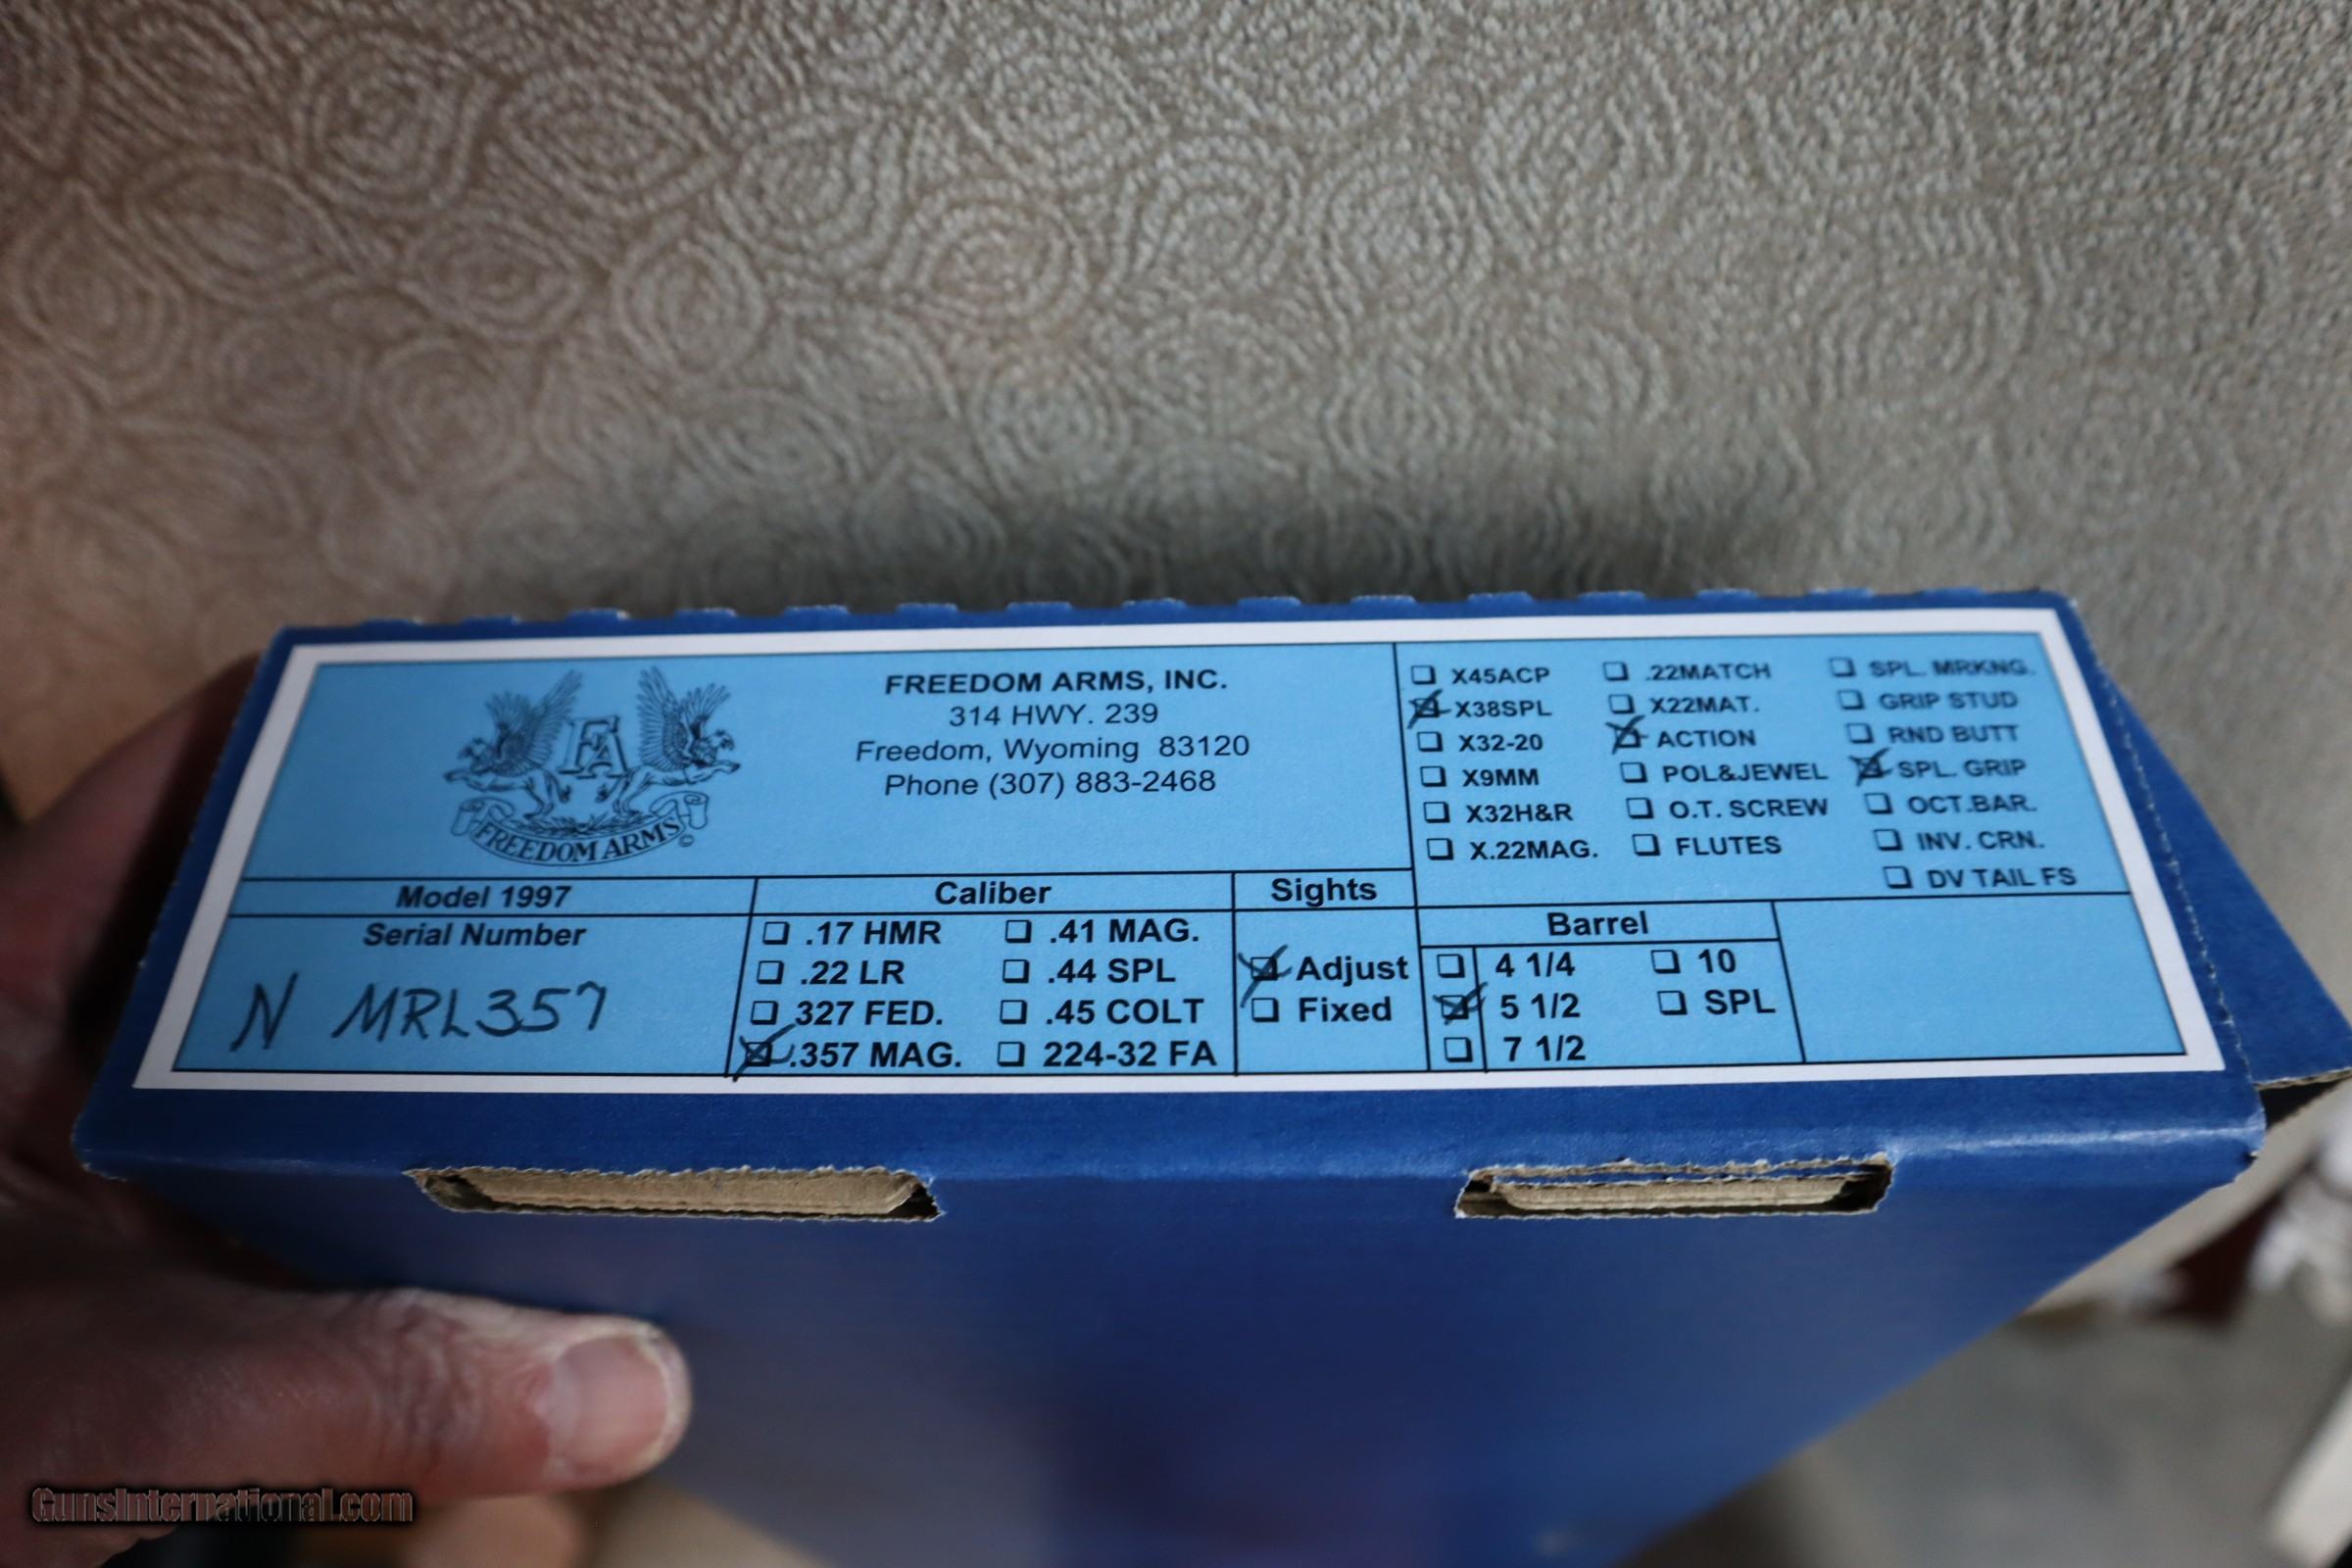 FREEDOM ARMS, INC.
314 HWY. 239
Freedom, Wyoming 83120
Phone (307) 883-2468
FA
FREEDOM ARMS ©
X45ACP
X38SPL
X32-20
X9MM
X32H&R
X.22MAG.
.22MATCH
X22MAT.
ACTION
POL&JEWEL
O.T. SCREW
FLUTES
SPL. MRKNG.
GRIP STUD
RND BUTT
SPL. GRIP
OCT.BAR.
INV. CRN.
DV TAIL FS
Model 1997
Serial Number
N MRL357
Caliber
.17 HMR
.22 LR
327 FED.
.357 MAG.
.41 MAG.
.44 SPL
.45 COLT
224-32 FA
Sights
Adjust
Fixed
Barrel
4 1/4
5 1/2
7 1/2
10
SPL
GunsInternational.com